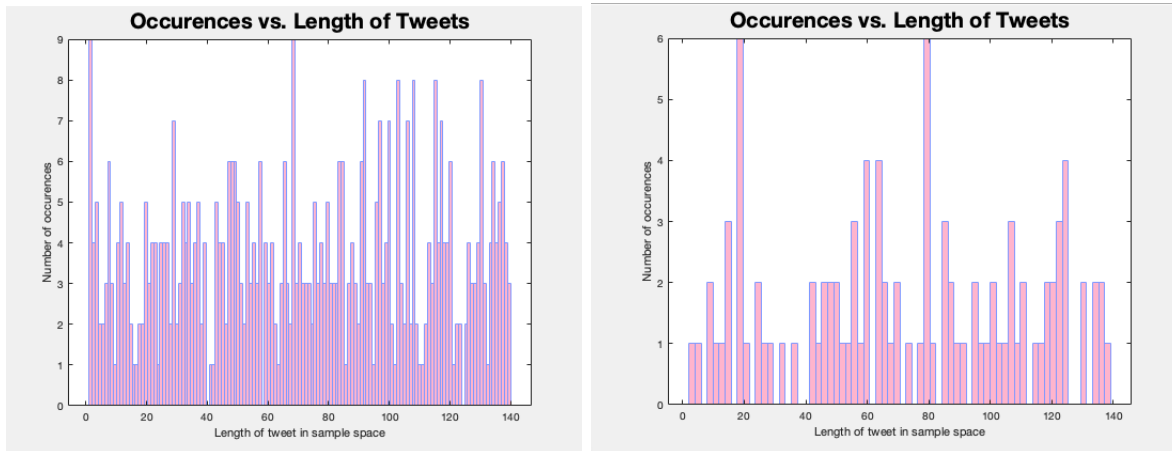 Occurences vs. Length of Tweets
9
8
7
6
5
4
3
2
1
0
Number of occurences
0 20 40 60 80 100 120 140
Length of tweet in sample space
Occurences vs. Length of Tweets
6
5
4
3
2
1
0
Number of occurences
0 20 40 60 80 100 120 140
Length of tweet in sample space